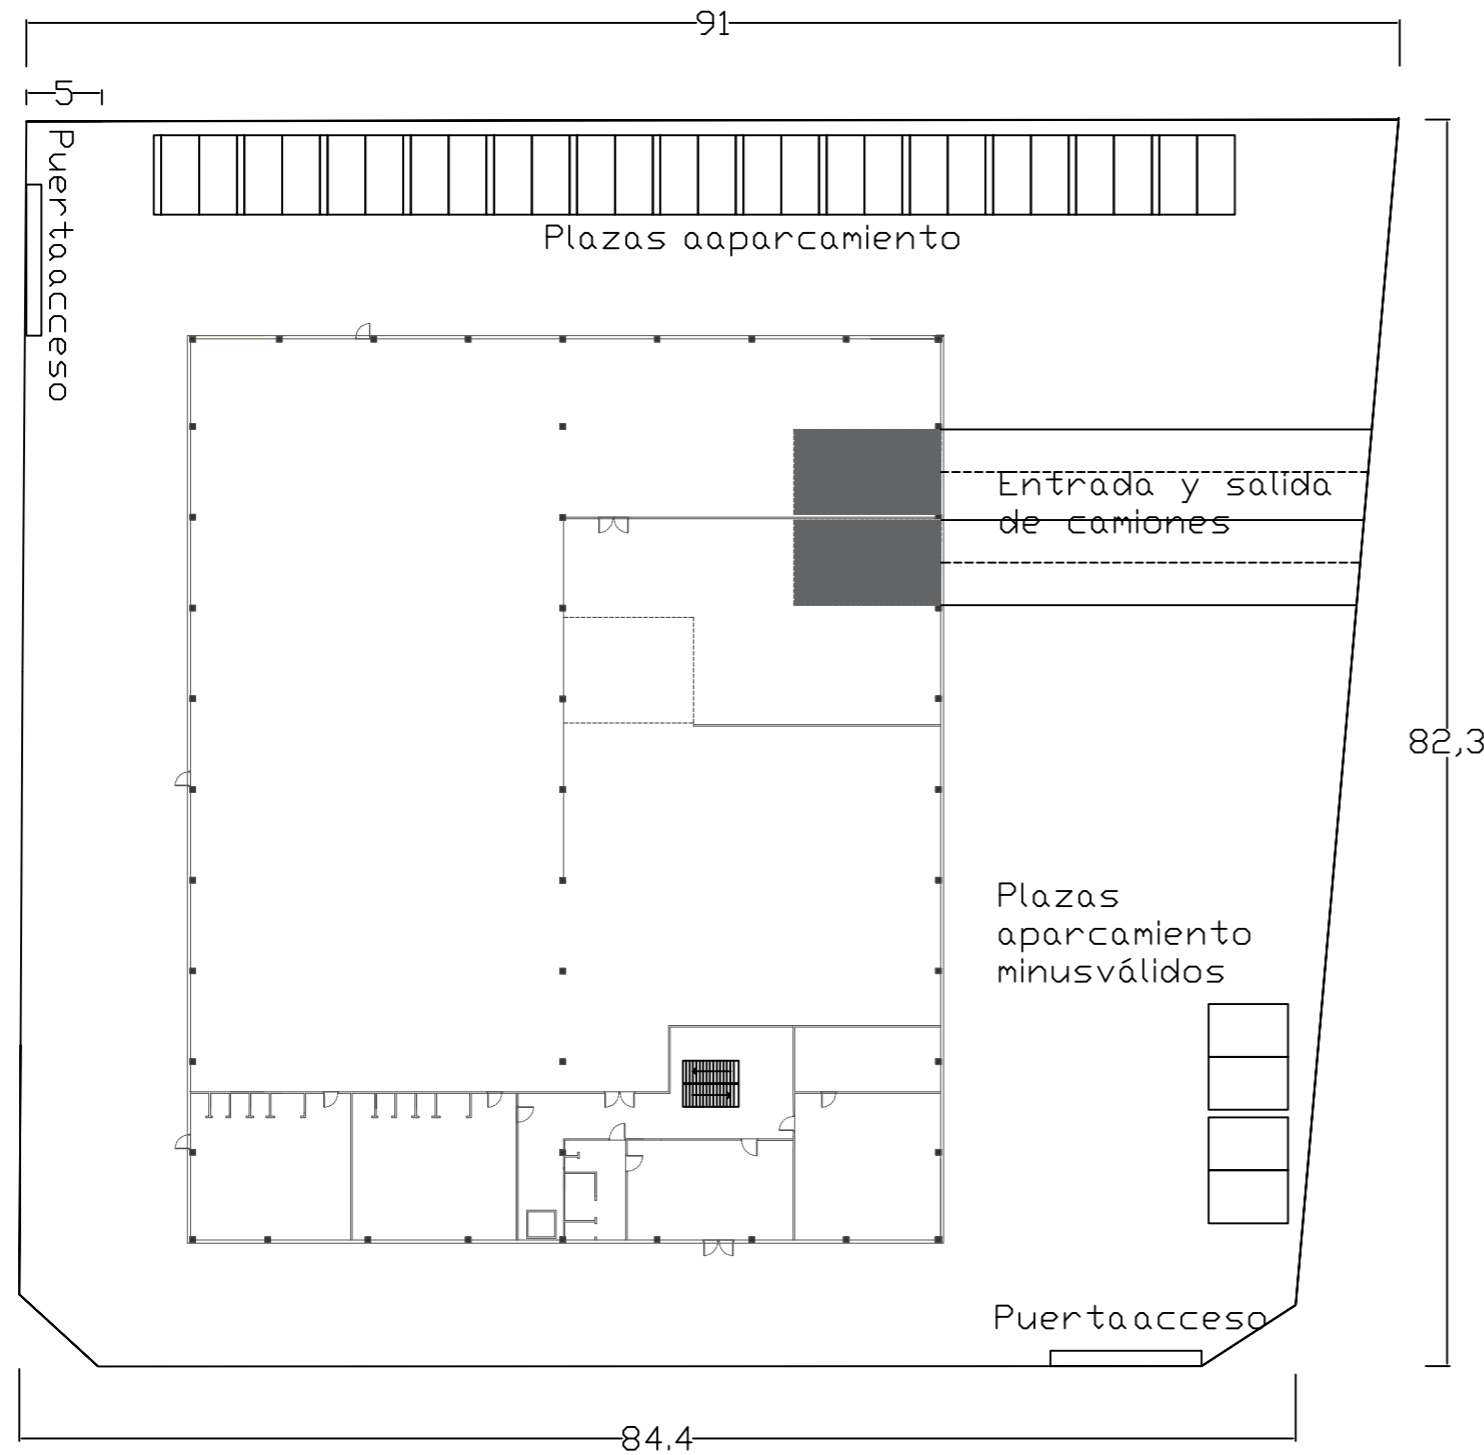 91
5
Puertaacceso
Plazas aaparcamiento
Entrada y salida
de camiones
82,3
Plazas
aparcamiento
minusválidos
Puertaacceso
84.4